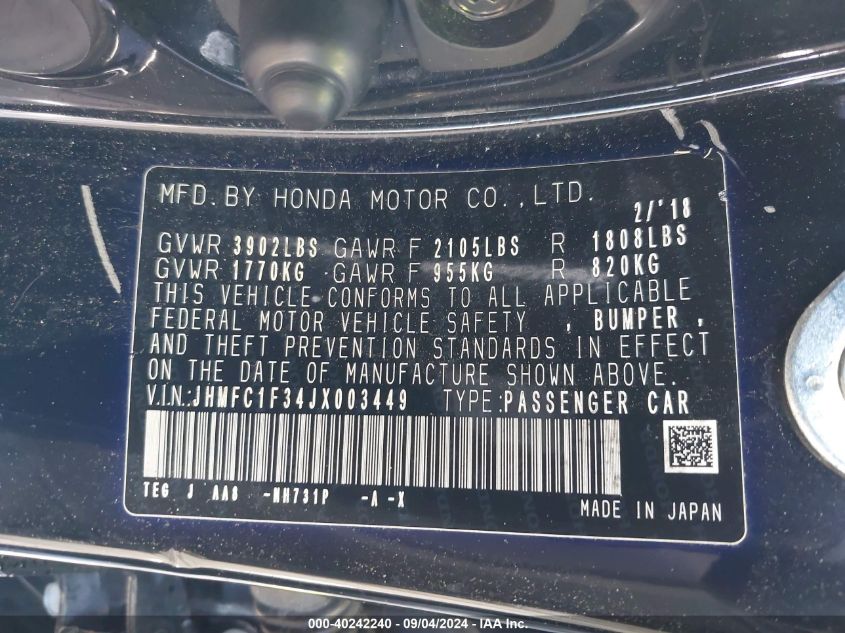 MFD. BY HONDA MOTOR CO., LTD.
2/'18
GVWR 3902LBS GAWR F 2105LBS R 1808LBS
GVWR 1770KG GAWR F 955KG R 820KG
THIS VEHICLE CONFORMS TO ALL APPLICABLE
FEDERAL MOTOR VEHICLE SAFETY , BUMPER ,
AND THEFT PREVENTION STANDARDS IN EFFECT
ON THE DATE OF MANUFACTURE SHOWN ABOVE.
V.I.N.:JHMFC1F34JX003449 TYPE:PASSENGER CAR
TEG J AA8 -NH731P -A -X
MADE IN JAPAN
000-40242240 - 09/04/2024 - IAA Inc.